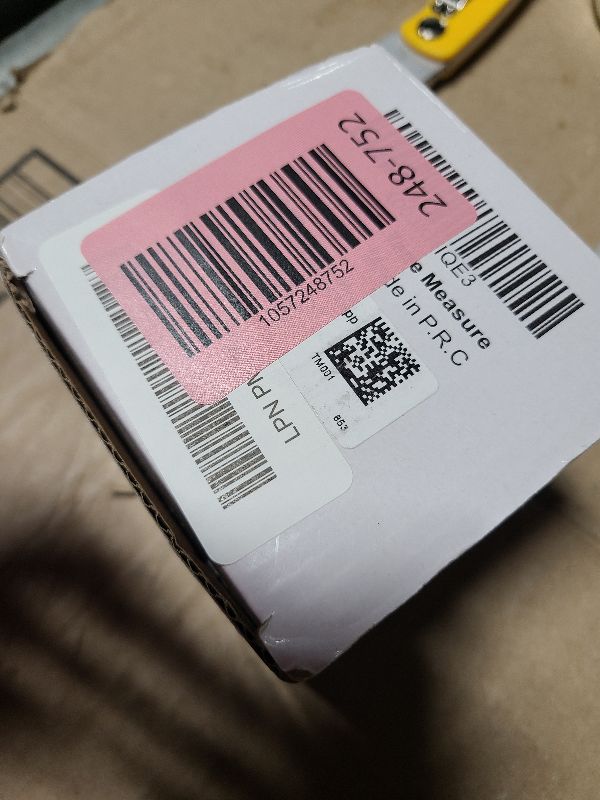 248-752
1057248752
QE3
e Measure
de in P.R.C
TM001
LPN